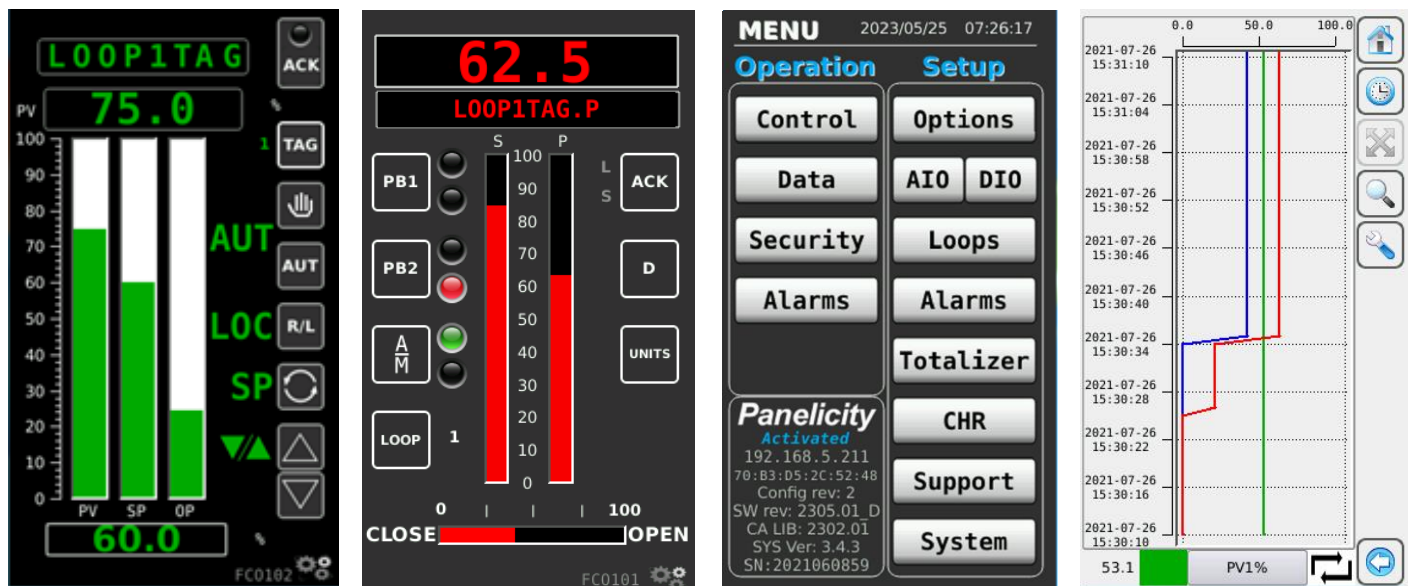 LOOP1TAG
ACK
PV 75.0 %
100
1 TAG
90
80
AUT
70
AUT
60
50
LOC R/L
40
30
SP
20
10
0
PV SP OP
60.0 %
FC0102
62.5
LOOP1TAG.P
S P
100
L
PB1 ACK
90
S
80
70
PB2 D
60
50
A
M
UNITS
40
30
20
LOOP 1
10
0
0 | | | 100
CLOSE OPEN
FC0101
MENU 2023/05/25 07:26:17
Operation Setup
Control Options
Data AIO DIO
Security Loops
Alarms Alarms
Totalizer
Panelicity CHR
Activated
192.168.5.211
70:B3:D5:2C:52:48
Support
Config rev: 2
SW rev: 2305.01_D
CA LIB: 2302.01
System
SYS Ver: 3.4.3
SN:2021060859
0.0 50.0 100.0
2021-07-26
15:31:10
2021-07-26
15:31:04
2021-07-26
15:30:58
2021-07-26
15:30:52
2021-07-26
15:30:46
2021-07-26
15:30:40
2021-07-26
15:30:34
2021-07-26
15:30:28
2021-07-26
15:30:22
2021-07-26
15:30:16
2021-07-26
15:30:10
53.1 PV1%